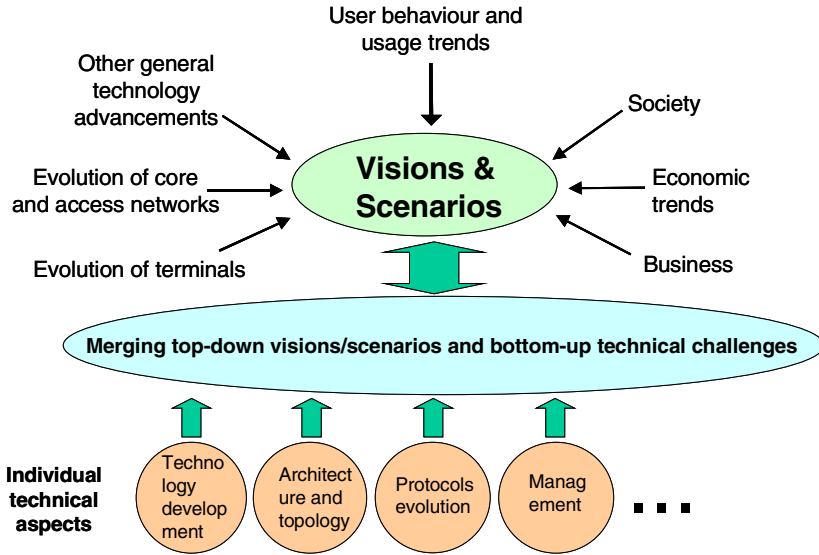 User behaviour and
usage trends
Other general
technology
advancements
Society
Visions &
Scenarios
Evolution of core
and access networks
Economic
trends
Evolution of terminals
Business
Merging top-down visions/scenarios and bottom-up technical challenges
Individual
technical
aspects
Techno
logy
develop
ment
Architect
ure and
topology
Protocols
evolution
Manag
ement
...